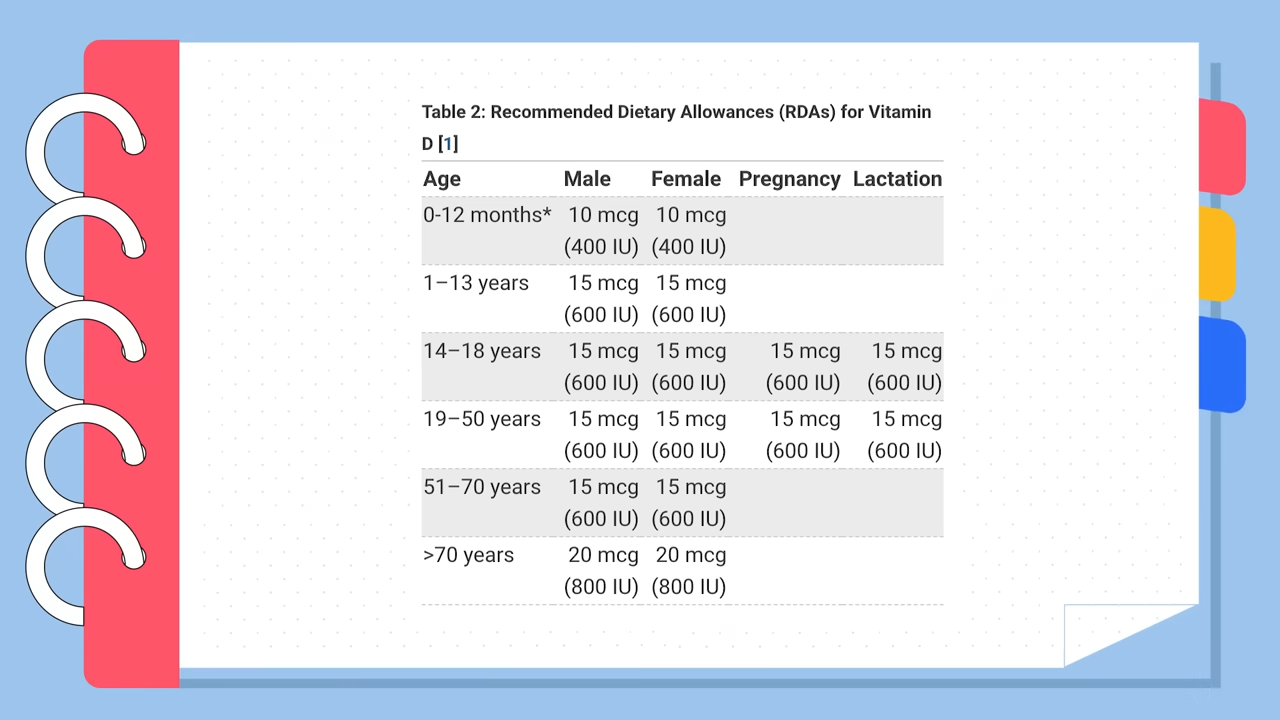 Table 2: Recommended Dietary Allowances (RDAs) for Vitamin
D [1]
Age Male Female Pregnancy Lactation
0-12 months* 10 mcg 10 mcg
(400 IU) (400 IU)
1–13 years 15 mcg 15 mcg
(600 IU) (600 IU)
14–18 years 15 mcg 15 mcg 15 mcg 15 mcg
(600 IU) (600 IU) (600 IU) (600 IU)
19–50 years 15 mcg 15 mcg 15 mcg 15 mcg
(600 IU) (600 IU) (600 IU) (600 IU)
51–70 years 15 mcg 15 mcg
(600 IU) (600 IU)
>70 years 20 mcg 20 mcg
(800 IU) (800 IU)